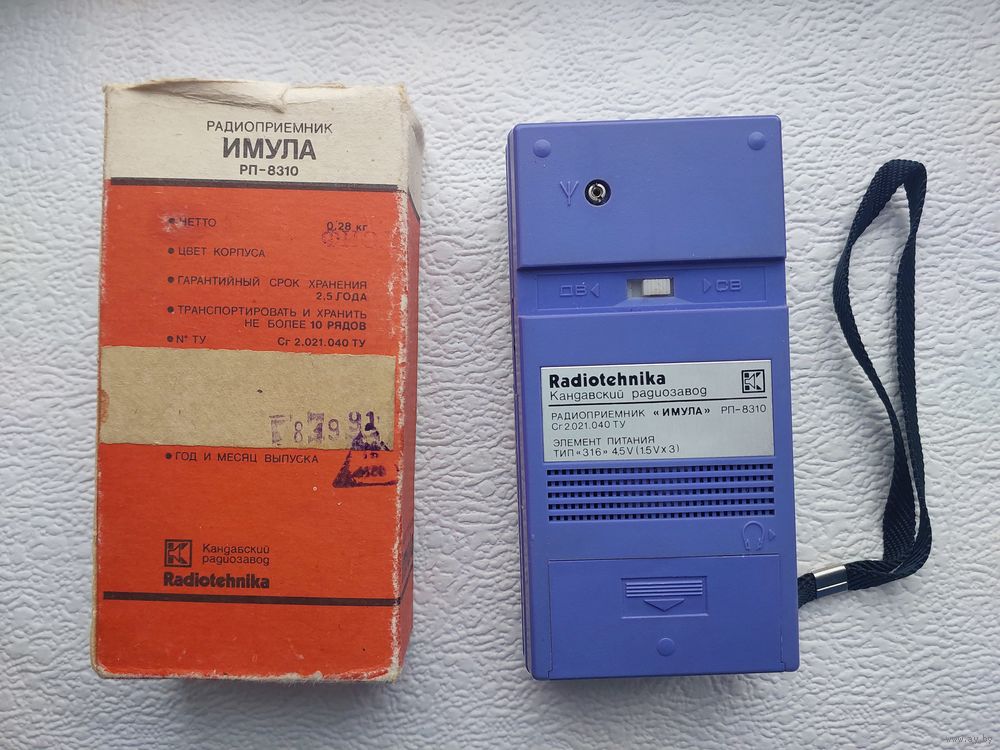 РАДИОПРИЕМНИК
ИМУЛА
РП-8310
НЕТТО 0.28 кг
ЦВЕТ КОРПУСА
ГАРАНТИЙНЫЙ СРОК ХРАНЕНИЯ
2,5 ГОДА
ТРАНСПОРТИРОВАТЬ И ХРАНИТЬ
НЕ БОЛЕЕ 10 РЯДОВ
N° ТУ Сг 2.021.040 ТУ
ГОД И МЕСЯЦ ВЫПУСКА
Кандавский
радиозавод
Radiotehnika
ДВ СВ
Radiotehnika
Кандавский радиозавод
РАДИОПРИЕМНИК «ИМУЛА» РП-8310
Сг 2.021.040 ТУ
ЭЛЕМЕНТ ПИТАНИЯ
ТИП «316» 4,5V (1.5V x 3)
www.ay.by